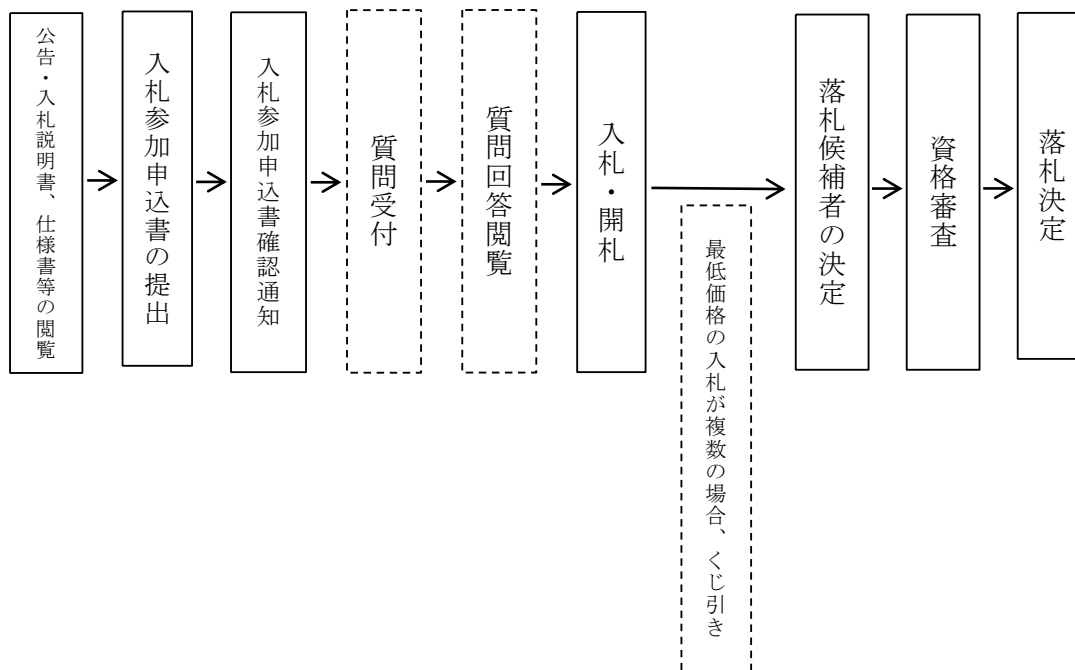 公告・入札説明書、仕様書等の閲覧
入札参加申込書の提出
入札参加申込書確認通知
質問受付
質問回答閲覧
入札・開札
最低価格の入札が複数の場合、くじ引き
落札候補者の決定
資格審査
落札決定